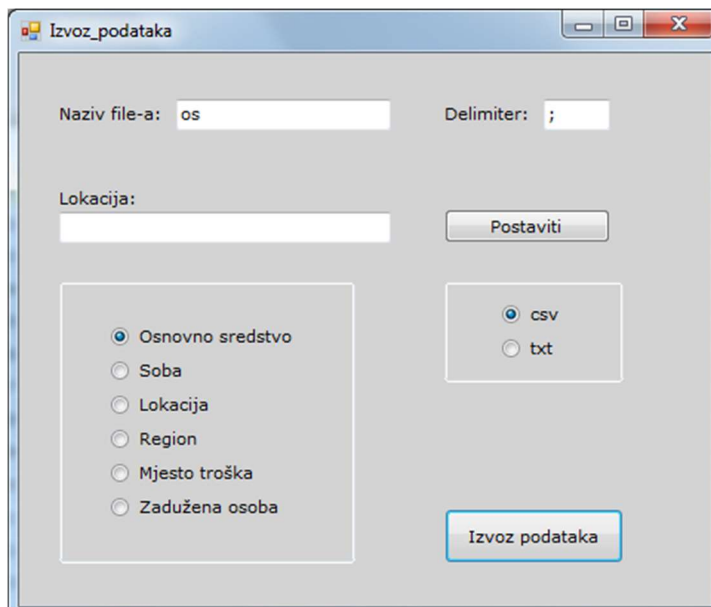 Izvoz_podataka
Naziv file-a: os Delimiter: ;
Lokacija:
Postaviti
Osnovno sredstvo
Soba
Lokacija
Region
Mjesto troška
Zadužena osoba
csv
txt
Izvoz podataka